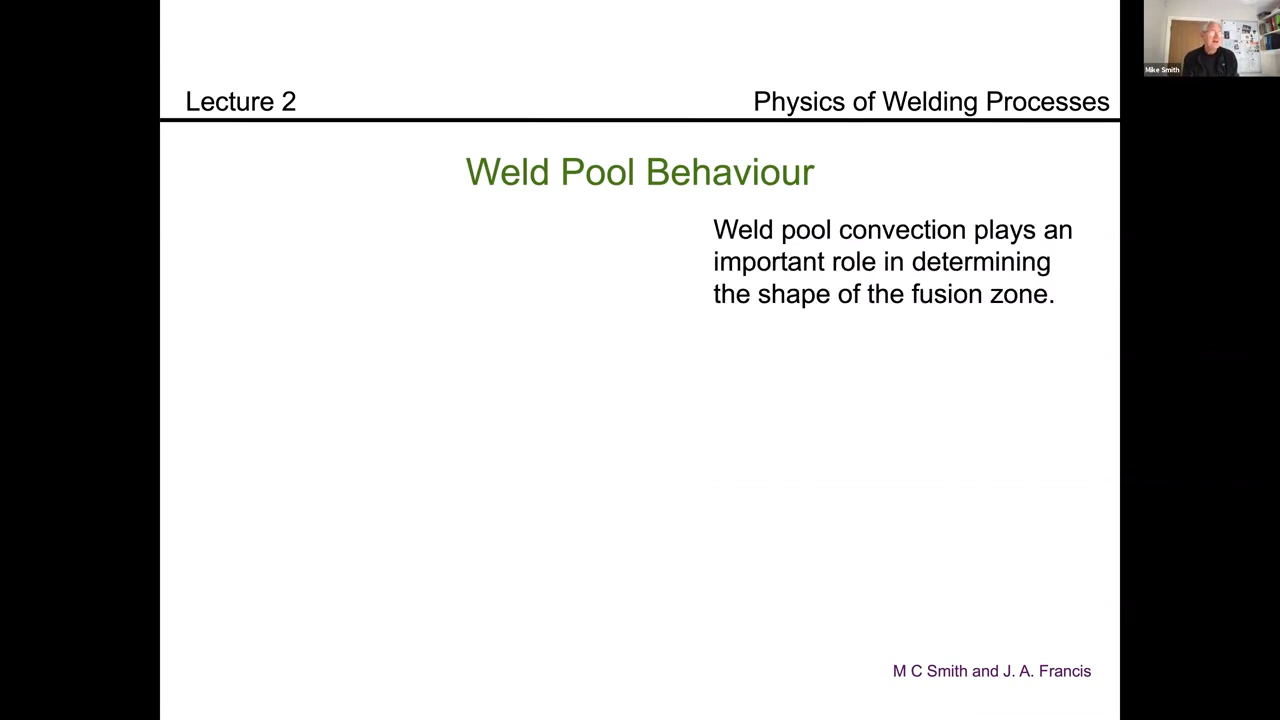 Mike Smith
Lecture 2
Physics of Welding Processes
Weld Pool Behaviour
Weld pool convection plays an
important role in determining
the shape of the fusion zone.
M C Smith and J. A. Francis